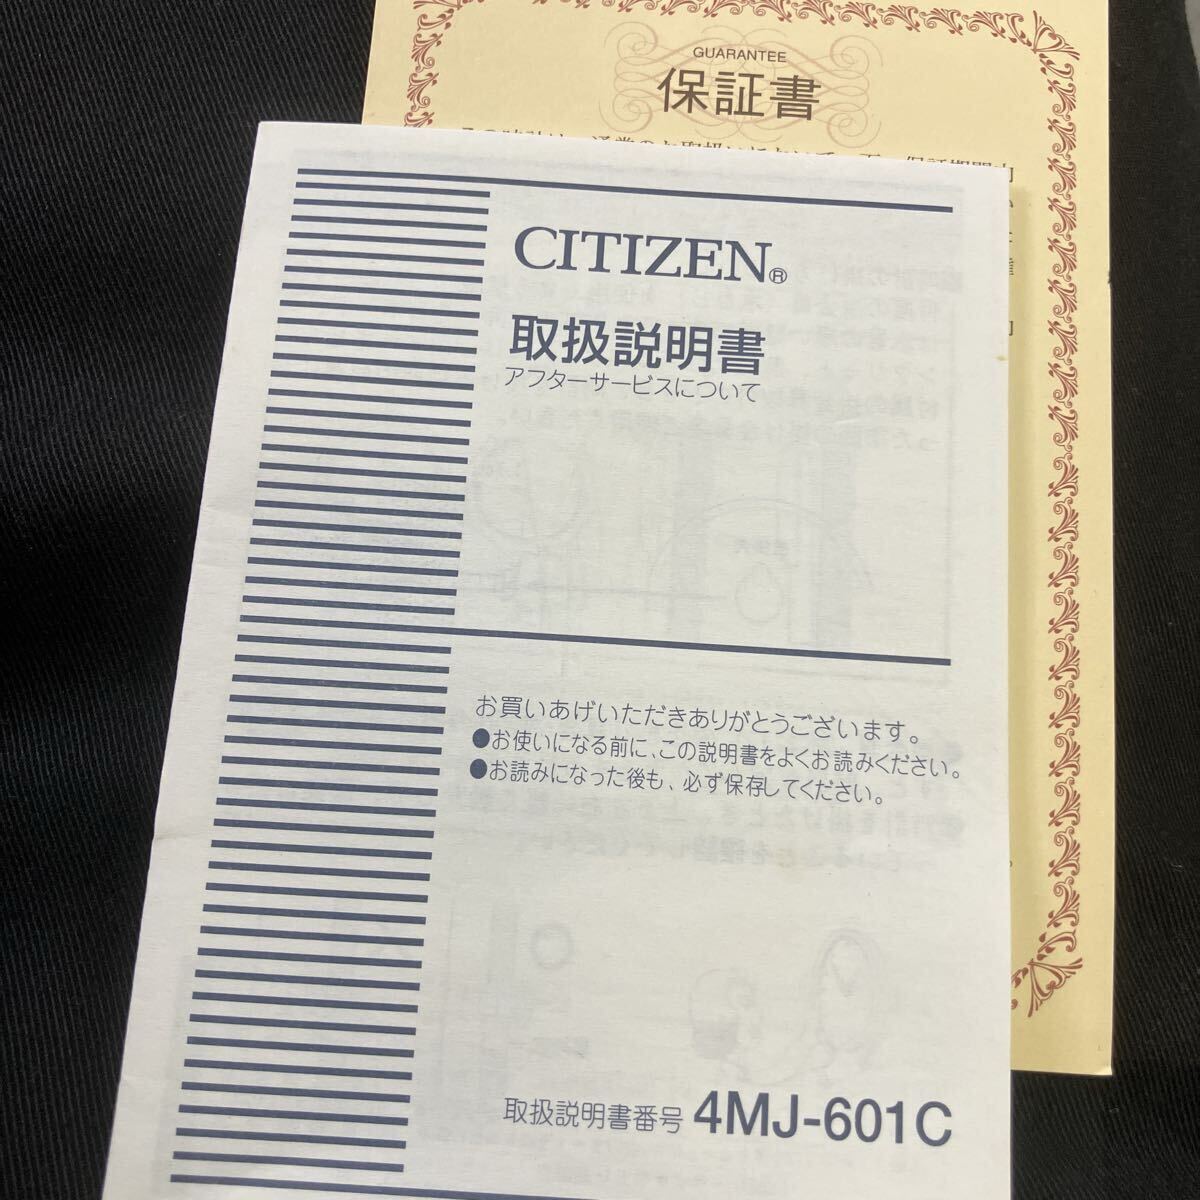 GUARANTEE
保証書
CITIZEN®
取扱説明書
アフターサービスについて
お買いあげいただきありがとうございます。
●お使いになる前に、この説明書をよくお読みください。
●お読みになった後も、必ず保存してください。
取扱説明書番号 4MJ-601C